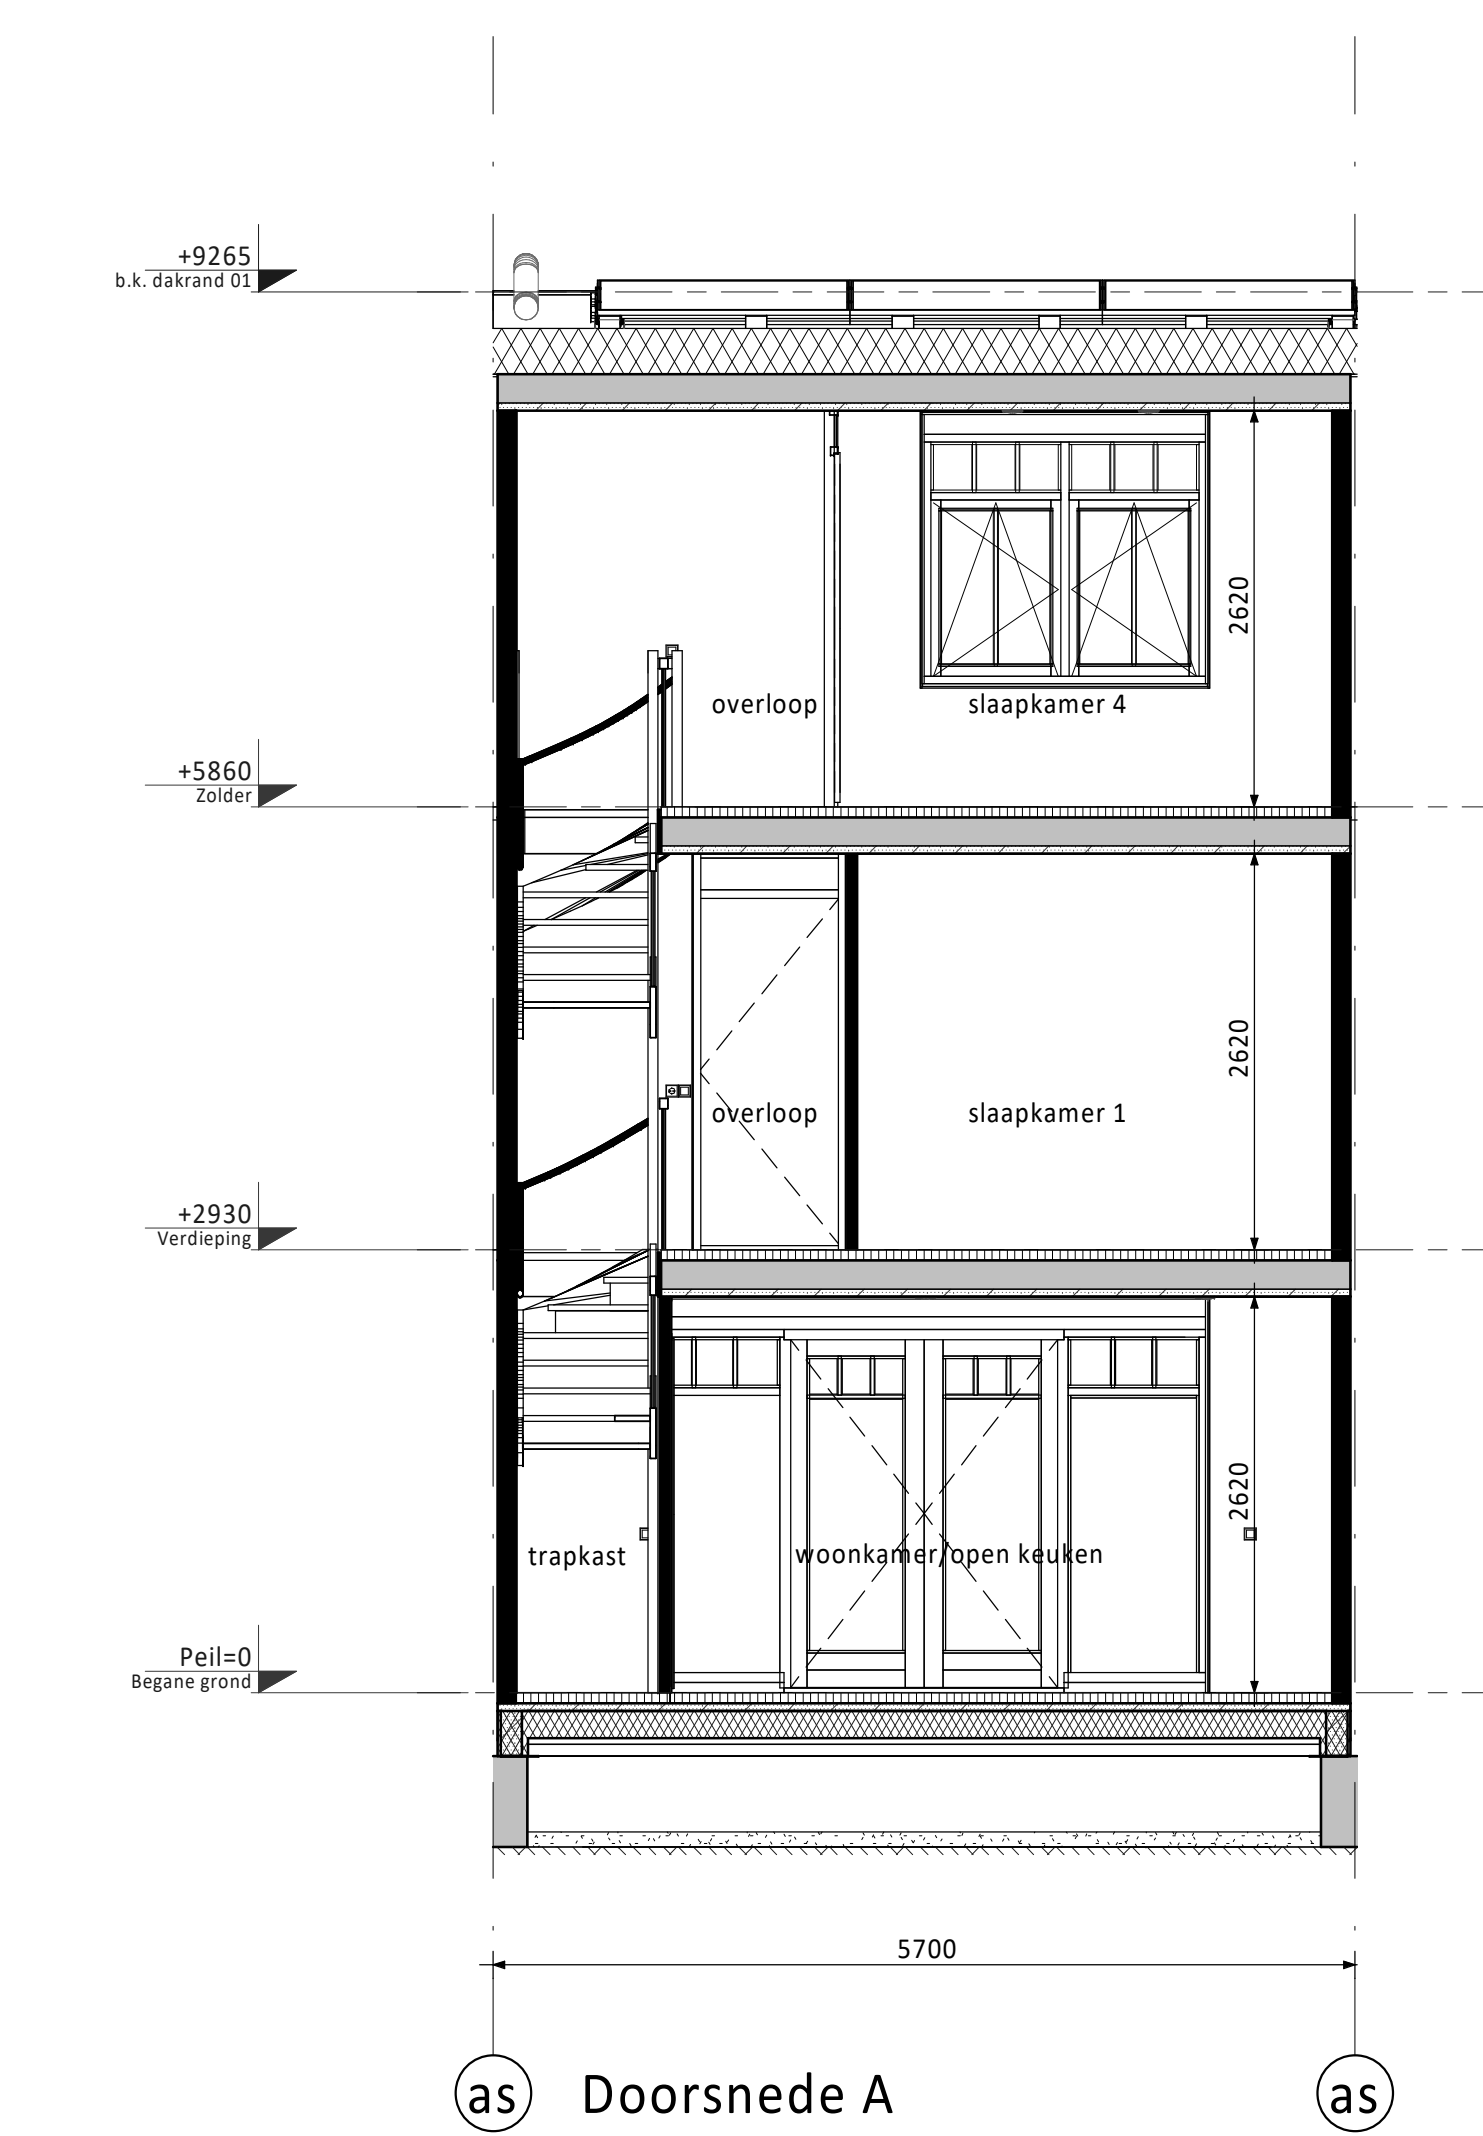 +9265
b.k. dakrand 01
2620
overloop
slaapkamer 4
+5860
Zolder
2620
overloop
slaapkamer 1
+2930
Verdieping
2620
trapkast
woonkamer/open keuken
Peil=0
Begane grond
5700
as
Doorsnede A
as